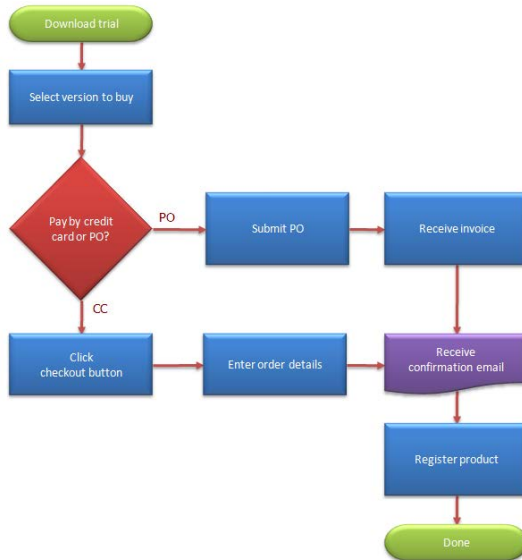 Download trial
Select version to buy
Pay by credit
card or PO?
PO
Submit PO
Receive invoice
CC
Click
checkout button
Enter order details
Receive
confirmation email
Register product
Done